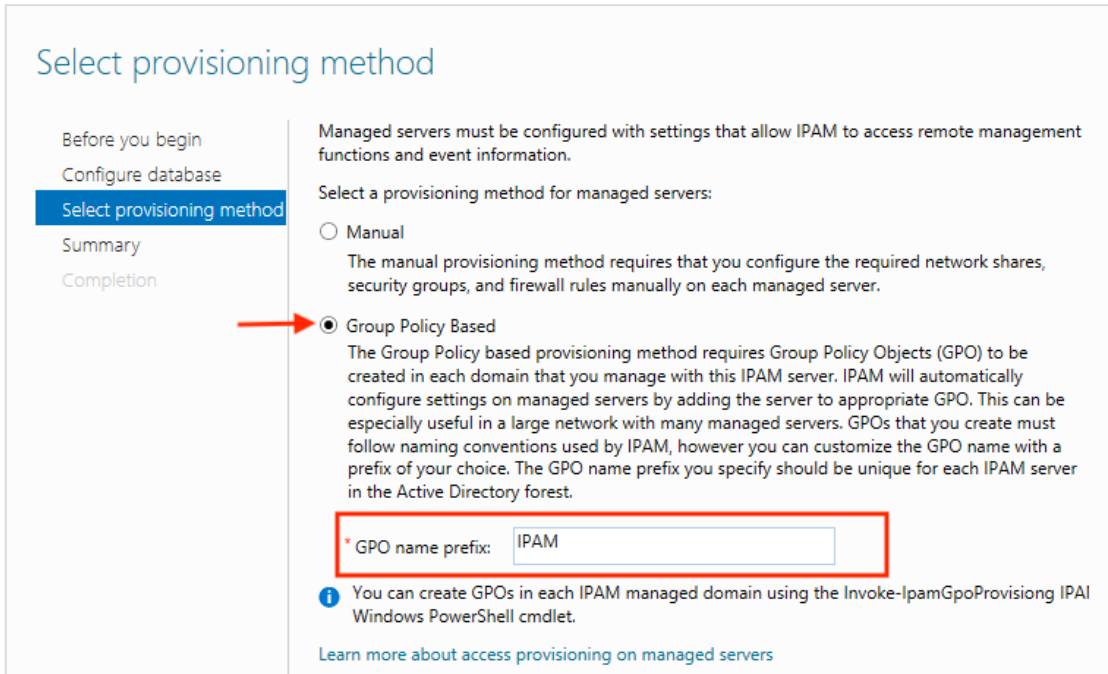 Select provisioning method
Before you begin
Configure database
Select provisioning method
Summary
Completion
Managed servers must be configured with settings that allow IPAM to access remote management
functions and event information.
Select a provisioning method for managed servers:
Manual
The manual provisioning method requires that you configure the required network shares,
security groups, and firewall rules manually on each managed server.
Group Policy Based
The Group Policy based provisioning method requires Group Policy Objects (GPO) to be
created in each domain that you manage with this IPAM server. IPAM will automatically
configure settings on managed servers by adding the server to appropriate GPO. This can be
especially useful in a large network with many managed servers. GPOs that you create must
follow naming conventions used by IPAM, however you can customize the GPO name with a
prefix of your choice. The GPO name prefix you specify should be unique for each IPAM server
in the Active Directory forest.
* GPO name prefix: IPAM
You can create GPOs in each IPAM managed domain using the Invoke-IpamGpoProvisiong IPAI
Windows PowerShell cmdlet.
Learn more about access provisioning on managed servers